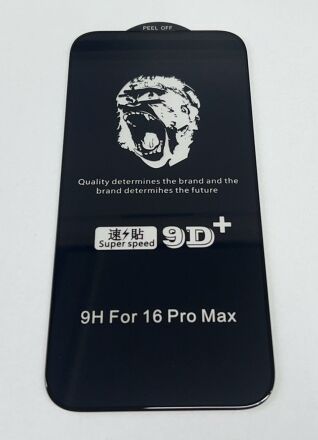 PEEL OFF
Quality determines the brand and the
brand determihes the future
速⚡貼
Super speed
9D+
9H For 16 Pro Max